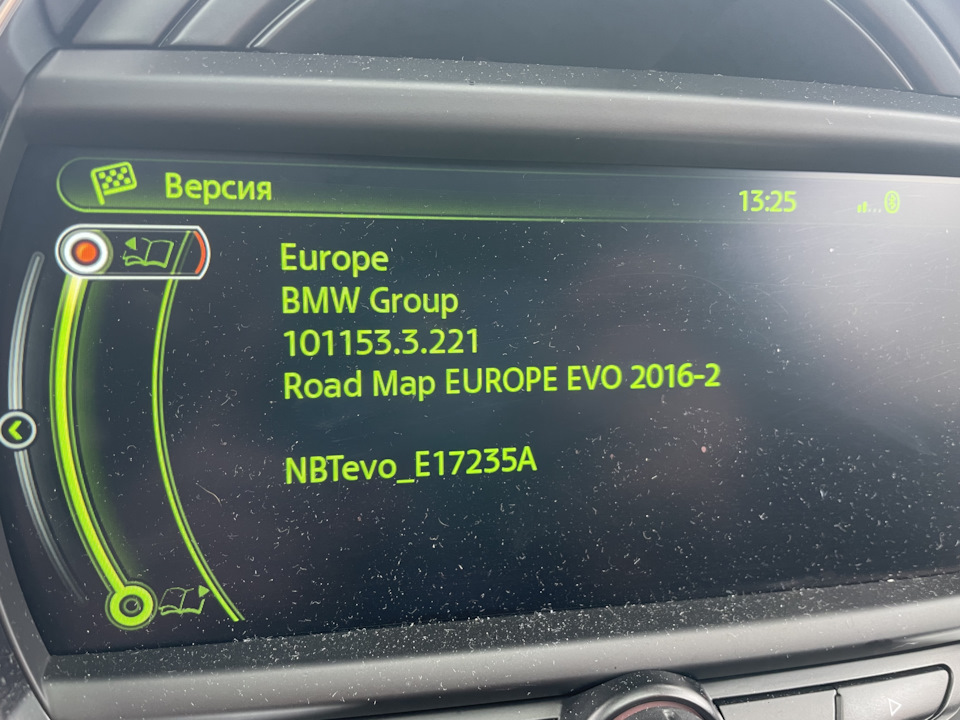 Версия
13:25
Europe
BMW Group
101153.3.221
Road Map EUROPE EVO 2016-2
NBTevo_E17235A